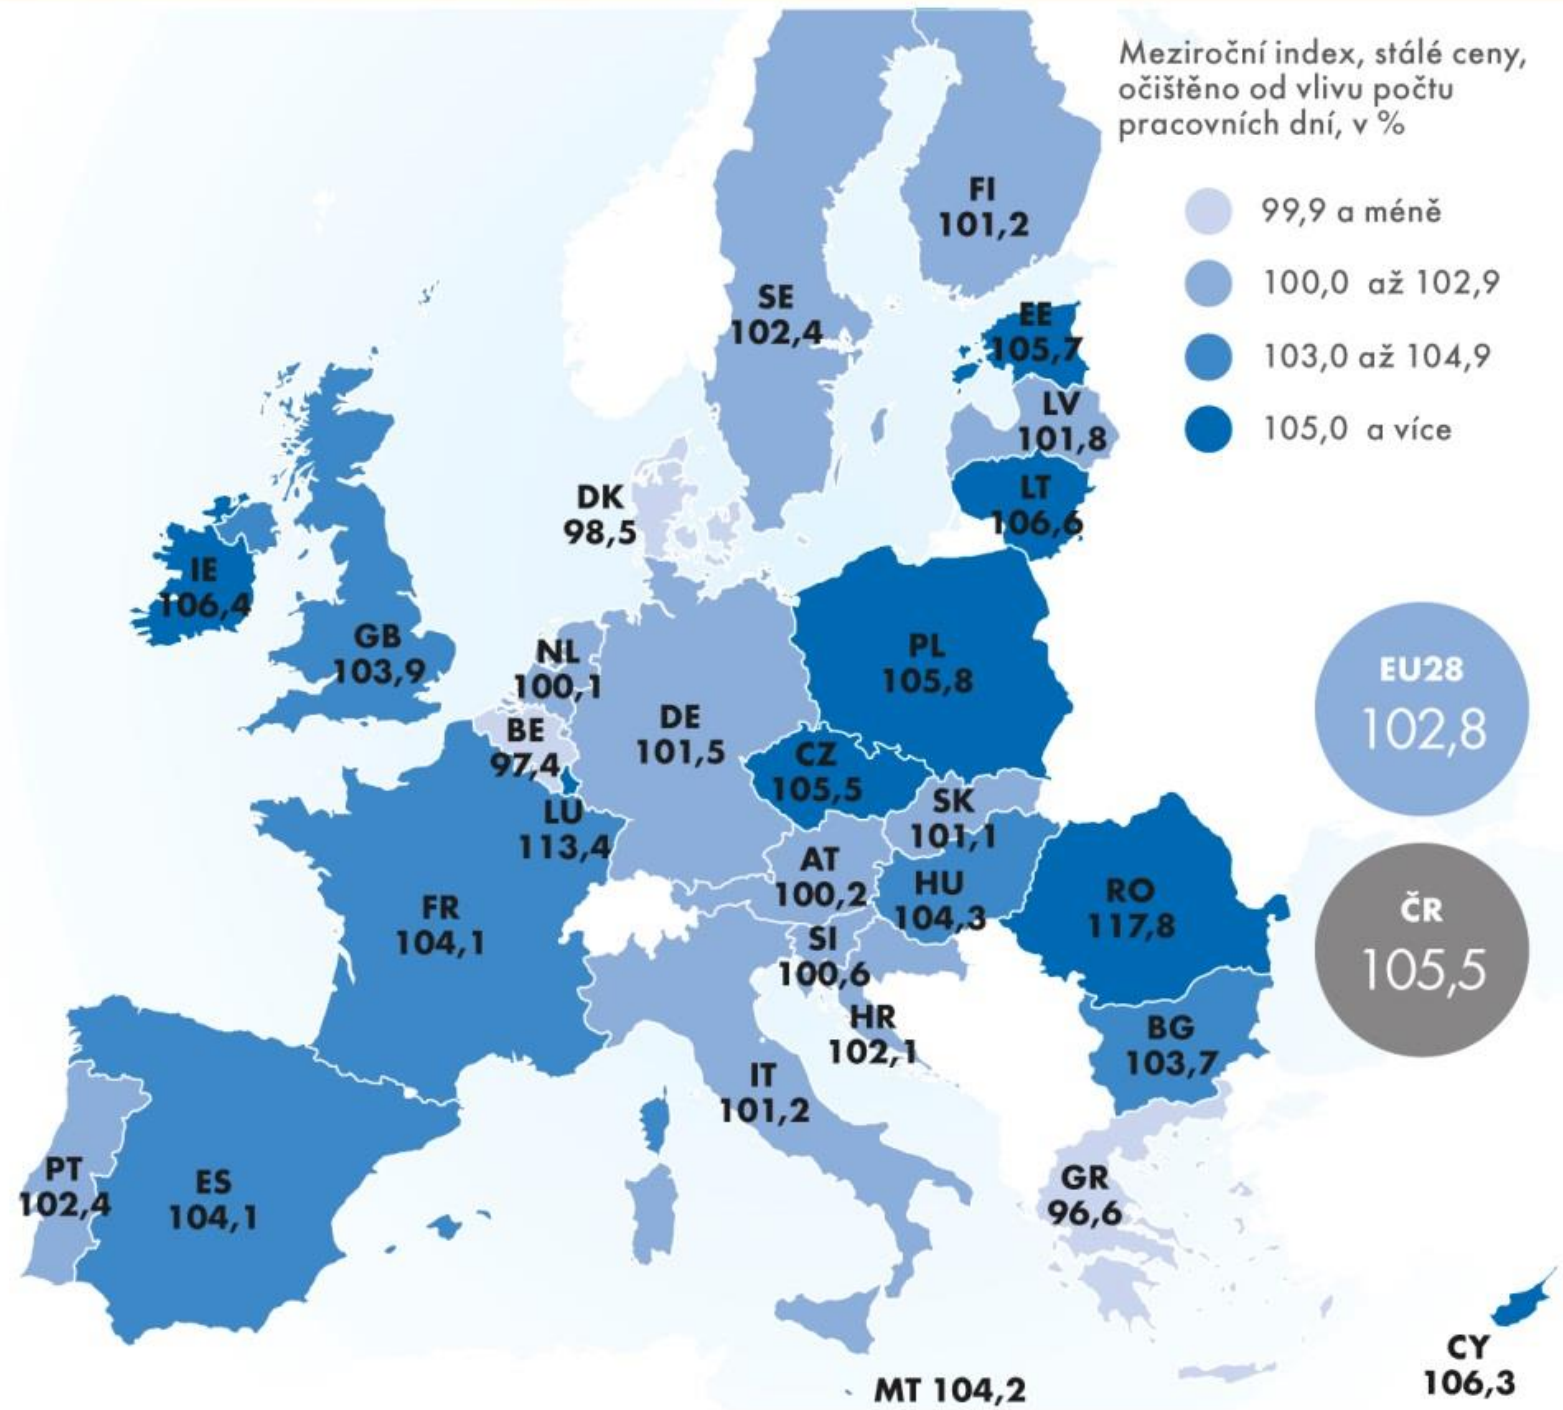 Meziroční index, stálé ceny,
očištěno od vlivu počtu
pracovních dní, v %
99,9 a méně
100,0 až 102,9
103,0 až 104,9
105,0 a více
FI
101,2
SE
102,4
EE
105,7
LV
101,8
LT
106,6
DK
98,5
IE
106,4
GB
103,9
NL
100,1
BE
97,4
LU
113,4
DE
101,5
PL
105,8
CZ
105,5
SK
101,1
AT
100,2
HU
104,3
RO
117,8
FR
104,1
SI
100,6
HR
102,1
BG
103,7
IT
101,2
PT
102,4
ES
104,1
GR
96,6
MT 104,2
CY
106,3
EU28
102,8
ČR
105,5